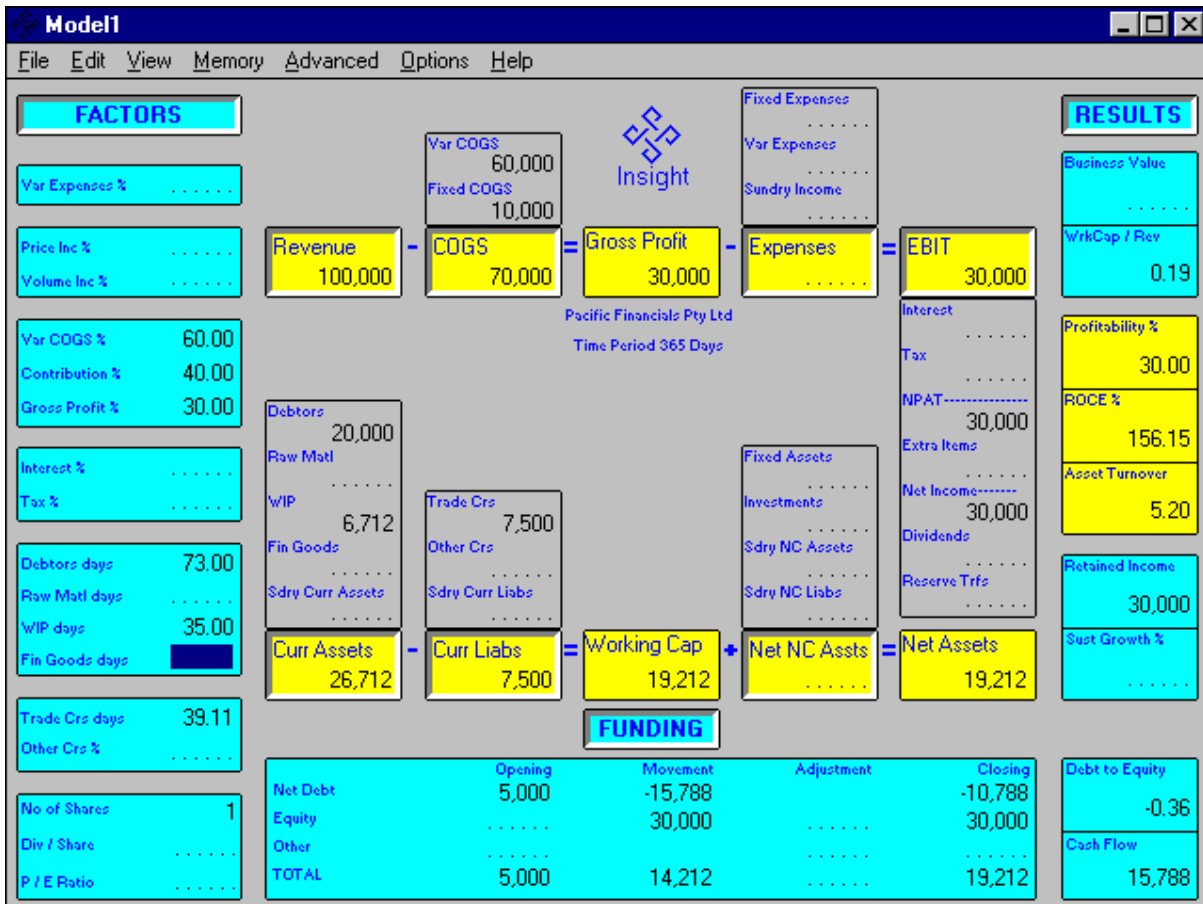 Model1
File Edit View Memory Advanced Options Help
FACTORS
Var Expenses % . . . . . .
Price Inc % . . . . . .
Volume Inc % . . . . . .
Var COGS % 60.00
Contribution % 40.00
Gross Profit % 30.00
Interest % . . . . . .
Tax % . . . . . .
Debtors days 73.00
Raw Matl days . . . . . .
WIP days 35.00
Fin Goods days
Trade Crs days 39.11
Other Crs % . . . . . .
No of Shares 1
Div / Share . . . . . .
P / E Ratio . . . . . .
Var COGS
60,000
Fixed COGS
10,000
Insight
Fixed Expenses
. . . . . .
Var Expenses
. . . . . .
Sundry Income
. . . . . .
Revenue - COGS = Gross Profit - Expenses = EBIT
100,000 70,000 30,000 . . . . . . 30,000
Pacific Financials Pty Ltd
Time Period 365 Days
Interest
. . . . . .
Tax
. . . . . .
NPAT---------------
30,000
Extra Items
. . . . . .
Net Income-------
30,000
Dividends
. . . . . .
Reserve Trfs
. . . . . .
Debtors
20,000
Raw Matl
. . . . . .
WIP
6,712
Fin Goods
. . . . . .
Sdry Curr Assets
. . . . . .
Trade Crs
7,500
Other Crs
. . . . . .
Sdry Curr Liabs
. . . . . .
Fixed Assets
. . . . . .
Investments
. . . . . .
Sdry NC Assets
. . . . . .
Sdry NC Liabs
. . . . . .
Curr Assets - Curr Liabs = Working Cap + Net NC Assts = Net Assets
26,712 7,500 19,212 . . . . . . 19,212
FUNDING
Opening Movement Adjustment Closing
Net Debt 5,000 -15,788 -10,788
Equity . . . . . . 30,000 . . . . . . 30,000
Other . . . . . . . . . . . . . . . . . .
TOTAL 5,000 14,212 . . . . . . 19,212
RESULTS
Business Value
. . . . . .
WrkCap / Rev
0.19
Profitability %
30.00
ROCE %
156.15
Asset Turnover
5.20
Retained Income
30,000
Sust Growth %
. . . . . .
Debt to Equity
-0.36
Cash Flow
15,788